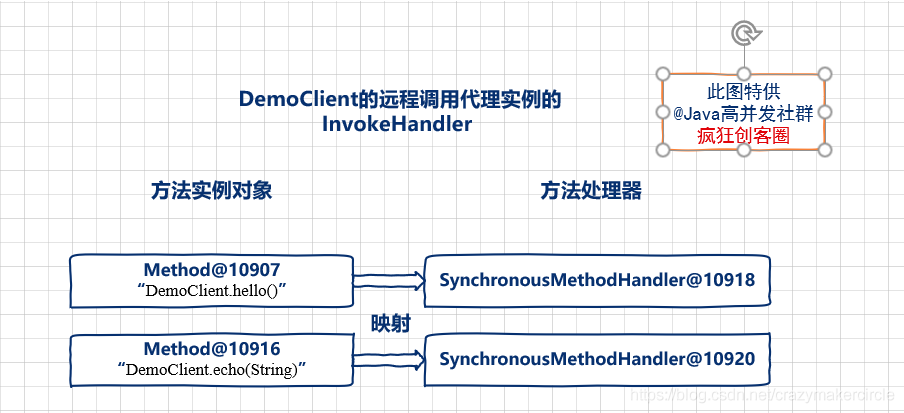 DemoClient的远程调用代理实例的
InvokeHandler
此图特供
@Java高并发社群
疯狂创客圈
方法实例对象
方法处理器
Method@10907
“DemoClient.hello()”
SynchronousMethodHandler@10918
映射
Method@10916
“DemoClient.echo(String)”
SynchronousMethodHandler@10920
https://blog.csdn.net/crazymakercircle